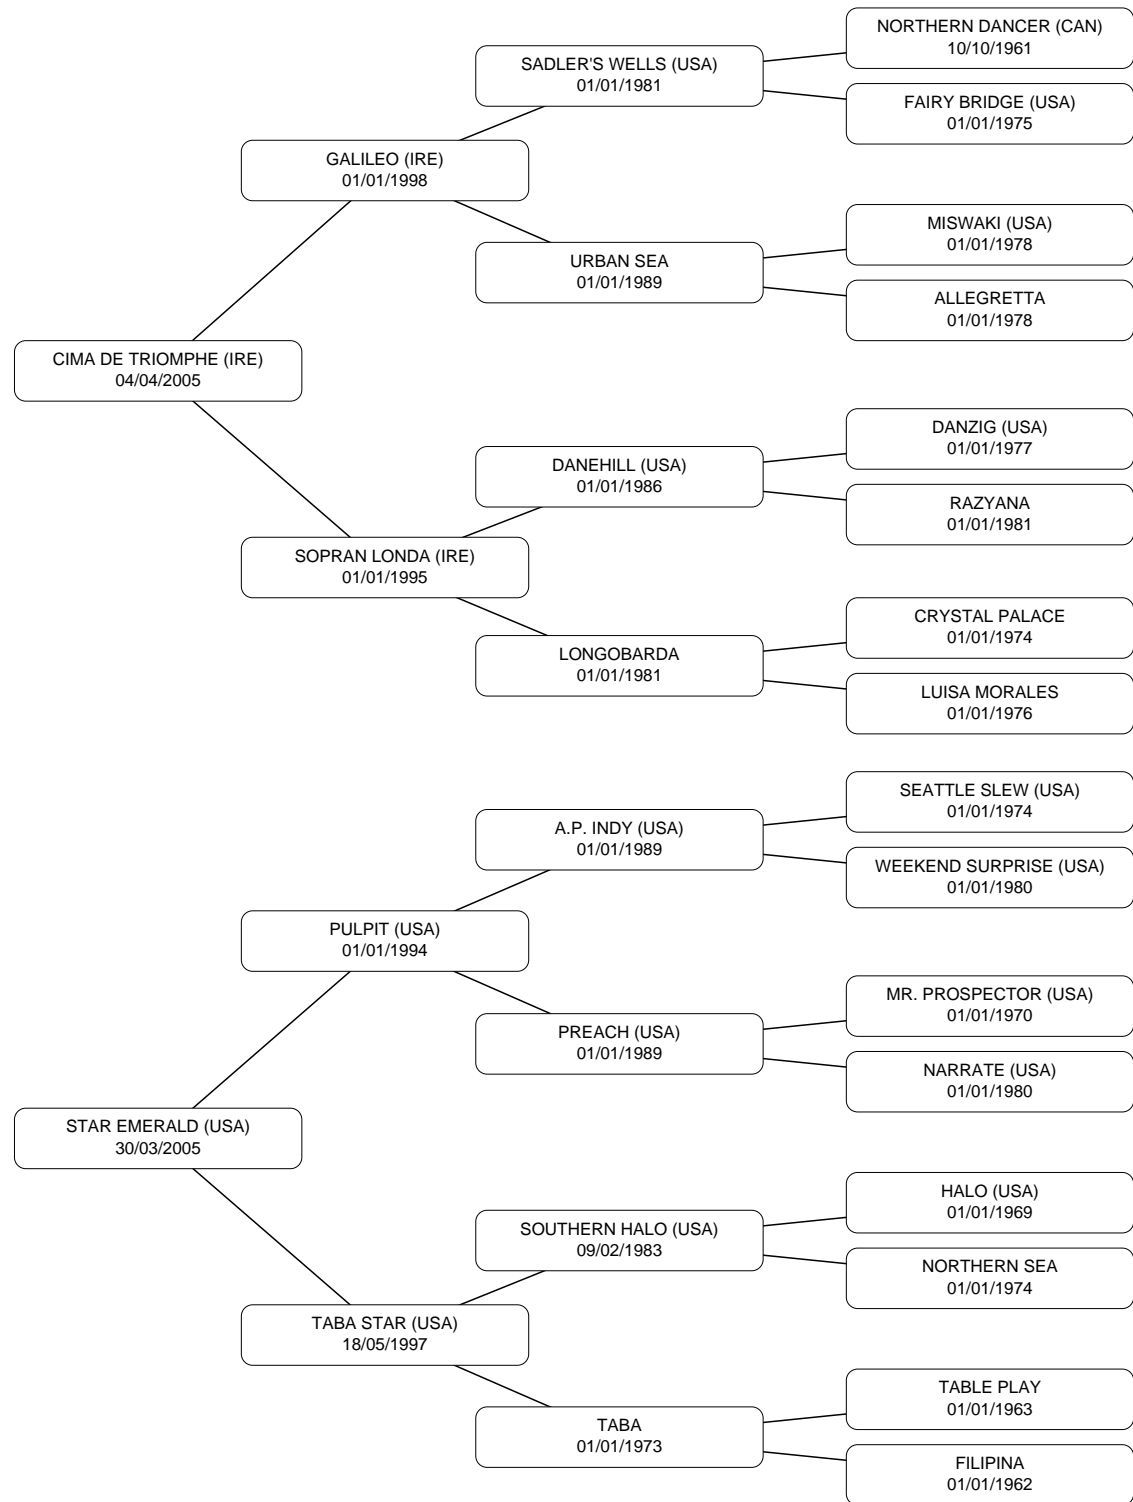 NORTHERN DANCER (CAN)
10/10/1961
SADLER'S WELLS (USA)
01/01/1981
FAIRY BRIDGE (USA)
01/01/1975
GALILEO (IRE)
01/01/1998
MISWAKI (USA)
01/01/1978
URBAN SEA
01/01/1989
ALLEGRETTA
01/01/1978
CIMA DE TRIOMPHE (IRE)
04/04/2005
DANZIG (USA)
01/01/1977
DANEHILL (USA)
01/01/1986
RAZYANA
01/01/1981
SOPRAN LONDA (IRE)
01/01/1995
CRYSTAL PALACE
01/01/1974
LONGOBARDA
01/01/1981
LUISA MORALES
01/01/1976
SEATTLE SLEW (USA)
01/01/1974
A.P. INDY (USA)
01/01/1989
WEEKEND SURPRISE (USA)
01/01/1980
PULPIT (USA)
01/01/1994
MR. PROSPECTOR (USA)
01/01/1970
PREACH (USA)
01/01/1989
NARRATE (USA)
01/01/1980
STAR EMERALD (USA)
30/03/2005
HALO (USA)
01/01/1969
SOUTHERN HALO (USA)
09/02/1983
NORTHERN SEA
01/01/1974
TABA STAR (USA)
18/05/1997
TABLE PLAY
01/01/1963
TABA
01/01/1973
FILIPINA
01/01/1962